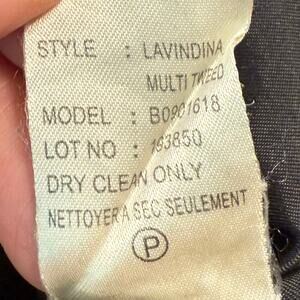 STYLE : LAVINDINA
MULTI TWEED
MODEL : B0901618
LOT NO : 193850
DRY CLEAN ONLY
NETTOYER A SEC SEULEMENT
P